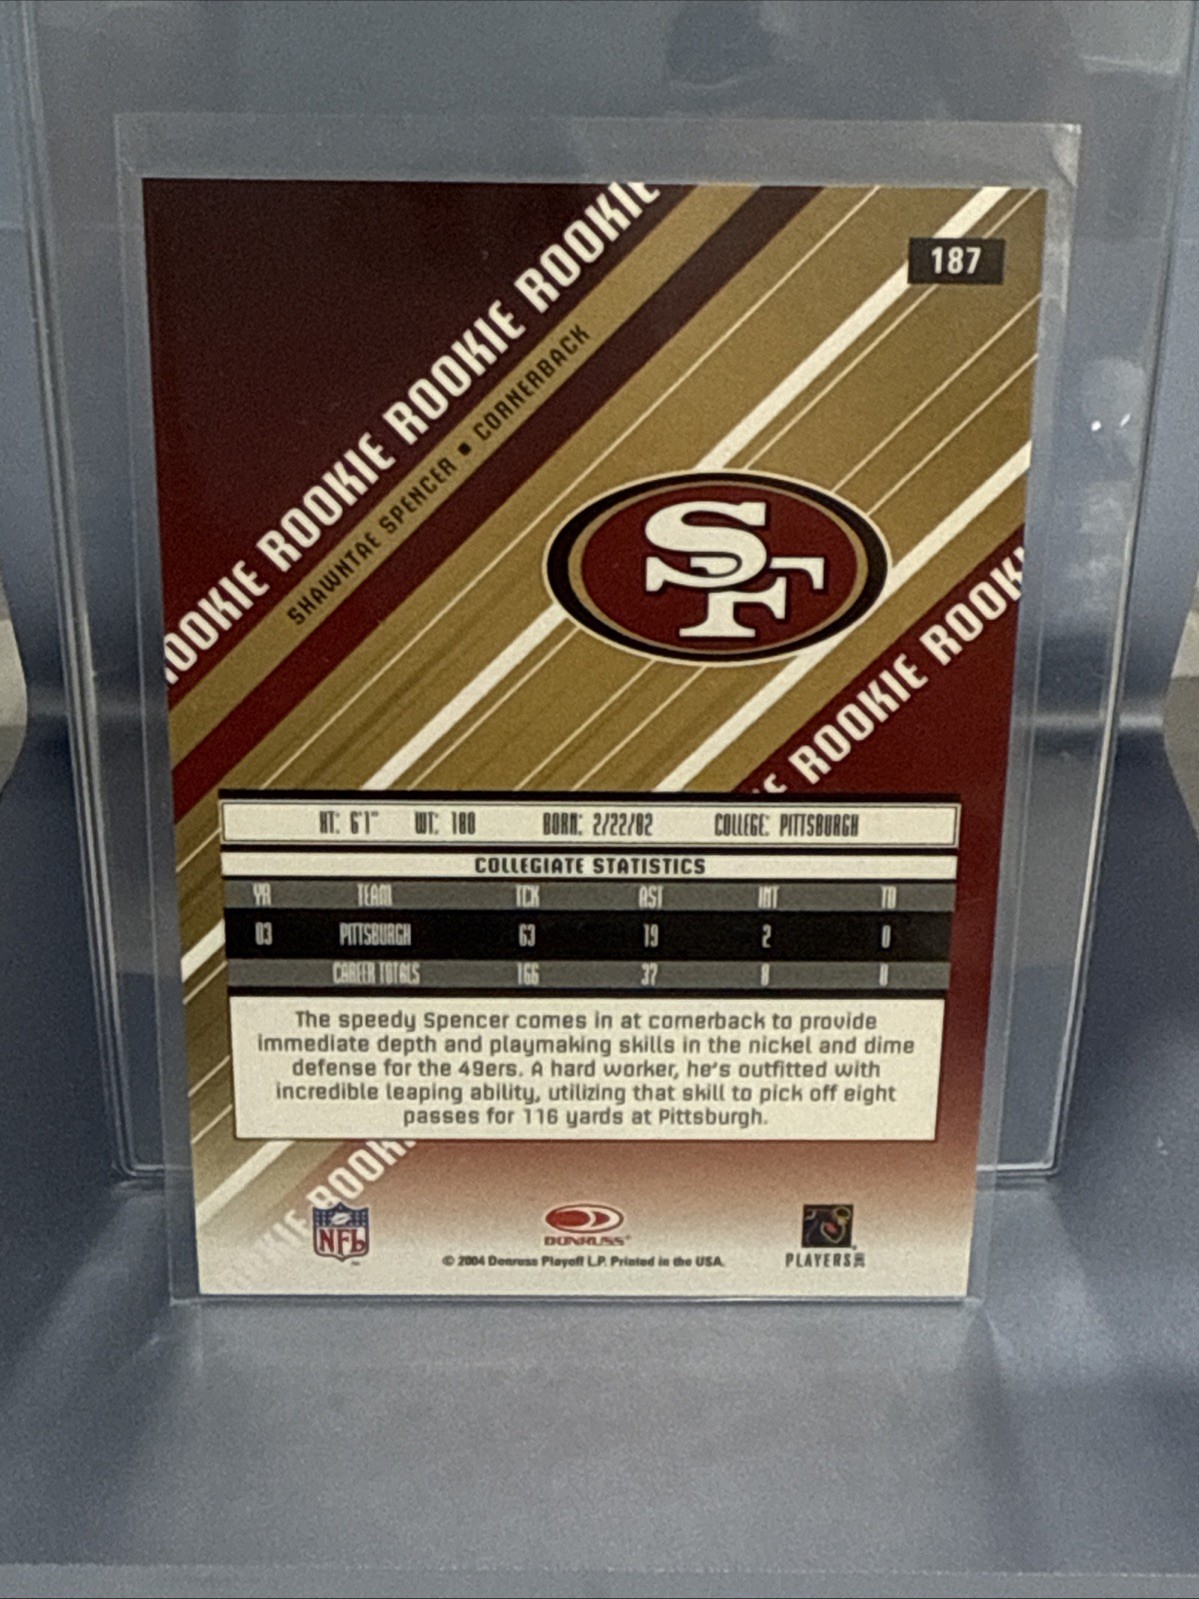 ROOKIE ROOKIE ROOKIE ROOKIE
187
SHAWNTAE SPENCER ▪ CORNERBACK
SF
ROOKIE ROOKI
HT: 6'1" WT: 180 BORN: 2/22/82 COLLEGE: PITTSBURGH
COLLEGIATE STATISTICS
YR TEAM TCK AST INT TD
03 PITTSBURGH 63 19 2 0
CAREER TOTALS 166 37 8 0
The speedy Spencer comes in at cornerback to provide
immediate depth and playmaking skills in the nickel and dime
defense for the 49ers. A hard worker, he's outfitted with
incredible leaping ability, utilizing that skill to pick off eight
passes for 116 yards at Pittsburgh.
ROOKI
NFL
DONRUSS
PLAYERS
© 2004 Donruss Playoff L.P. Printed in the USA.